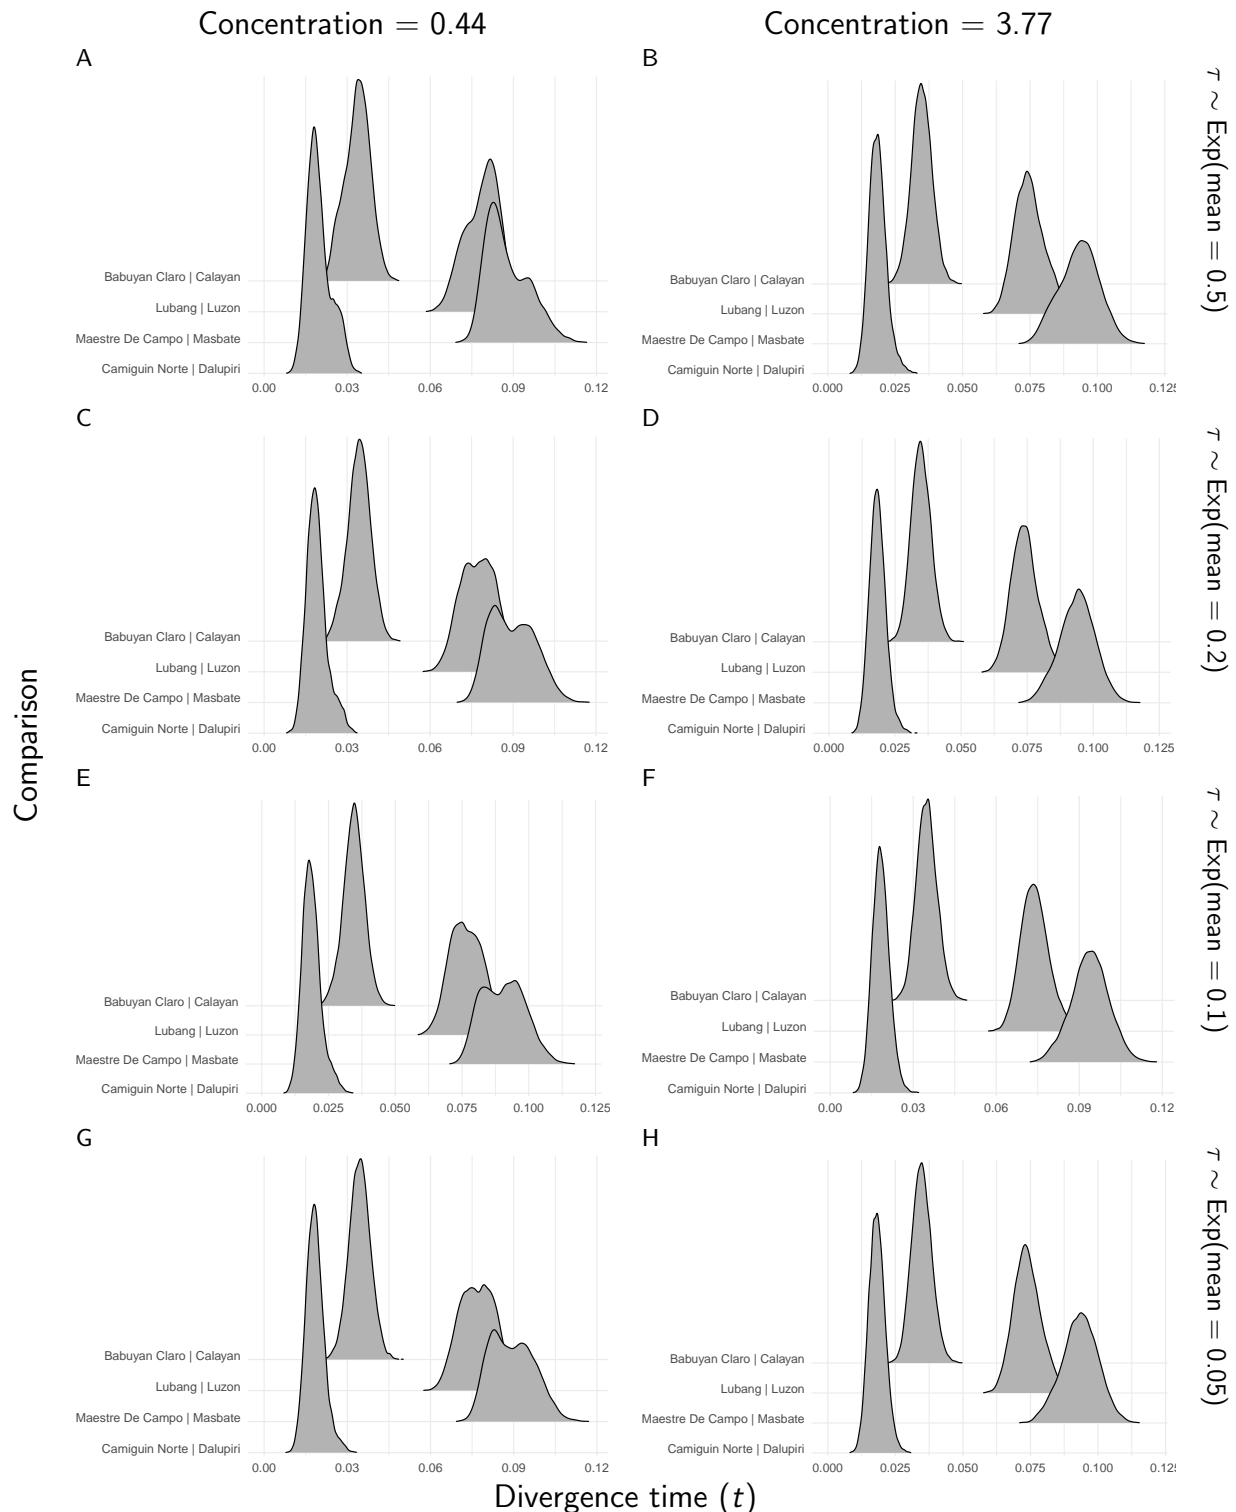 Concentration = 0.44
Concentration = 3.77
A
Babuyan Claro | Calayan
Lubang | Luzon
Maestre De Campo | Masbate
Camiguin Norte | Dalupiri
0.00 0.03 0.06 0.09 0.12
B
Babuyan Claro | Calayan
Lubang | Luzon
Maestre De Campo | Masbate
Camiguin Norte | Dalupiri
0.000 0.025 0.050 0.075 0.100 0.125
τ ∼ Exp(mean = 0.5)
C
Babuyan Claro | Calayan
Lubang | Luzon
Maestre De Campo | Masbate
Camiguin Norte | Dalupiri
0.00 0.03 0.06 0.09 0.12
D
Babuyan Claro | Calayan
Lubang | Luzon
Maestre De Campo | Masbate
Camiguin Norte | Dalupiri
0.000 0.025 0.050 0.075 0.100 0.125
τ ∼ Exp(mean = 0.2)
Comparison
E
Babuyan Claro | Calayan
Lubang | Luzon
Maestre De Campo | Masbate
Camiguin Norte | Dalupiri
0.000 0.025 0.050 0.075 0.100 0.125
F
Babuyan Claro | Calayan
Lubang | Luzon
Maestre De Campo | Masbate
Camiguin Norte | Dalupiri
0.00 0.03 0.06 0.09 0.12
τ ∼ Exp(mean = 0.1)
G
Babuyan Claro | Calayan
Lubang | Luzon
Maestre De Campo | Masbate
Camiguin Norte | Dalupiri
0.00 0.03 0.06 0.09 0.12
H
Babuyan Claro | Calayan
Lubang | Luzon
Maestre De Campo | Masbate
Camiguin Norte | Dalupiri
0.000 0.025 0.050 0.075 0.100 0.125
τ ∼ Exp(mean = 0.05)
Divergence time (t)